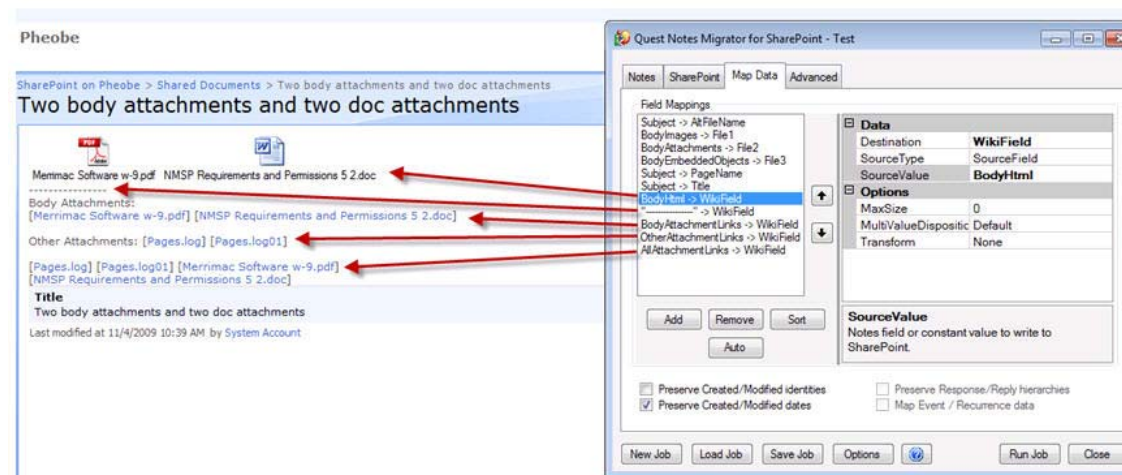 Pheobe
SharePoint on Pheobe > Shared Documents > Two body attachments and two doc attachments
Two body attachments and two doc attachments
PDF
W
Merrimac Software w-9.pdf NMSP Requirements and Permissions 5 2.doc
----------------
Body Attachments:
[Merrimac Software w-9.pdf] [NMSP Requirements and Permissions 5 2.doc]
Other Attachments: [Pages.log] [Pages.log01]
[Pages.log] [Pages.log01] [Merrimac Software w-9.pdf]
[NMSP Requirements and Permissions 5 2.doc]
Title
Two body attachments and two doc attachments
Last modified at 11/4/2009 10:39 AM by System Account
Quest Notes Migrator for SharePoint - Test
Notes SharePoint Map Data Advanced
Field Mappings
Subject -> AltFileName
BodyImages -> File1
BodyAttachments -> File2
BodyEmbeddedObjects -> File3
Subject -> PageName
Subject -> Title
BodyHtml -> WikiField
"----------------" -> WikiField
BodyAttachmentLinks -> WikiField
OtherAttachmentLinks -> WikiField
AllAttachmentLinks -> WikiField
Data
Destination WikiField
SourceType SourceField
SourceValue BodyHtml
Options
MaxSize 0
MultiValueDispositic Default
Transform None
Add Remove Sort
Auto
SourceValue
Notes field or constant value to write to
SharePoint.
Preserve Created/Modified identities
Preserve Created/Modified dates
Preserve Response/Reply hierarchies
Map Event / Recurrence data
New Job Load Job Save Job Options Run Job Close